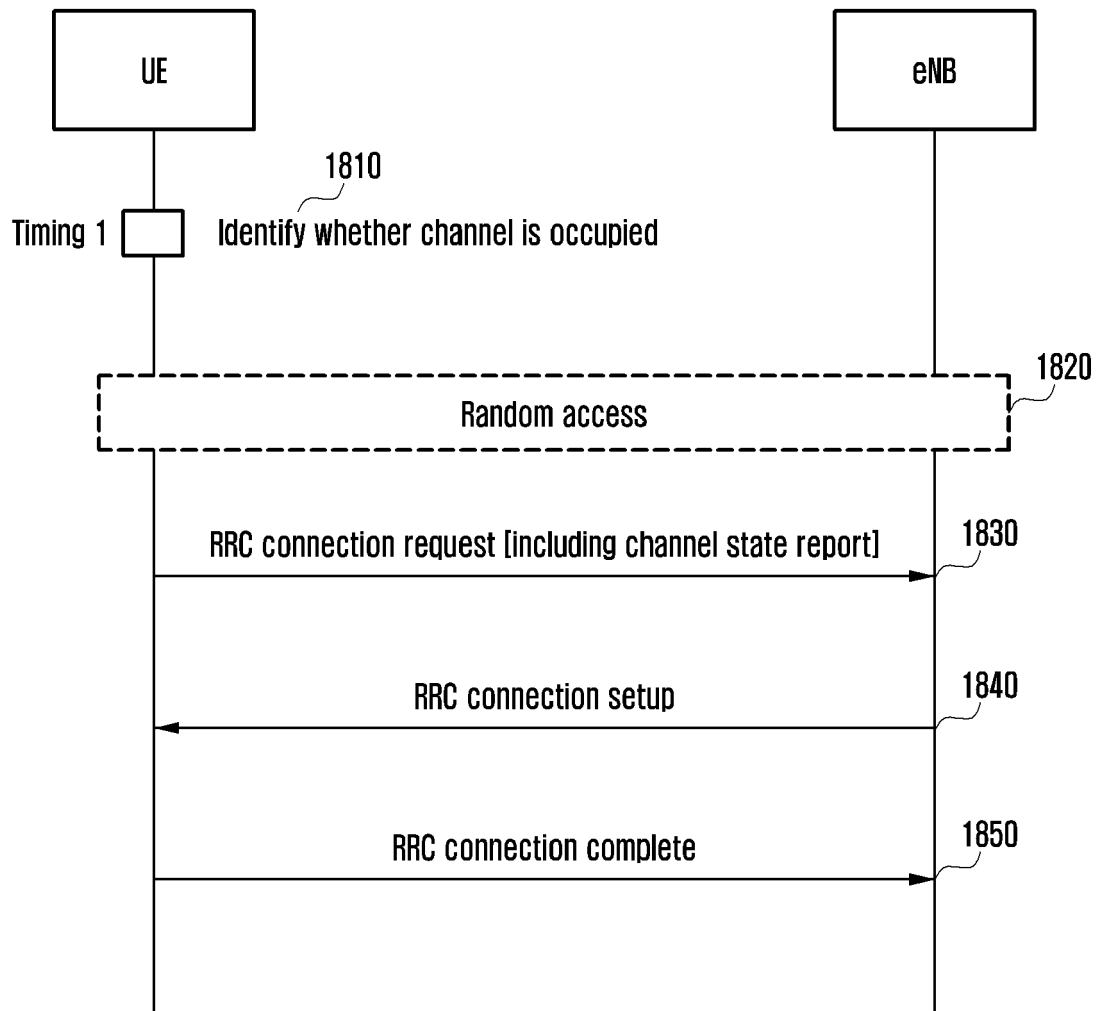 UE
eNB
1810
Timing 1
Identify whether channel is occupied
1820
Random access
RRC connection request [including channel state report]
1830
RRC connection setup
1840
RRC connection complete
1850